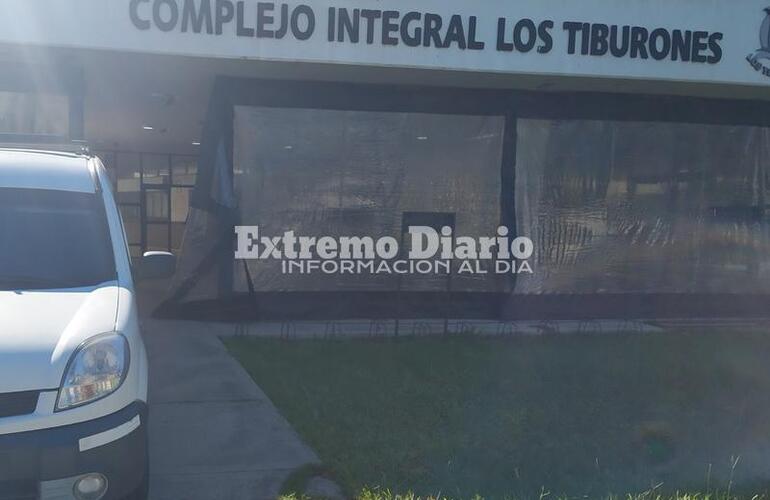 COMPLEJO INTEGRAL LOS TIBURONES
Extremo Diario
INFORMACION AL DIA